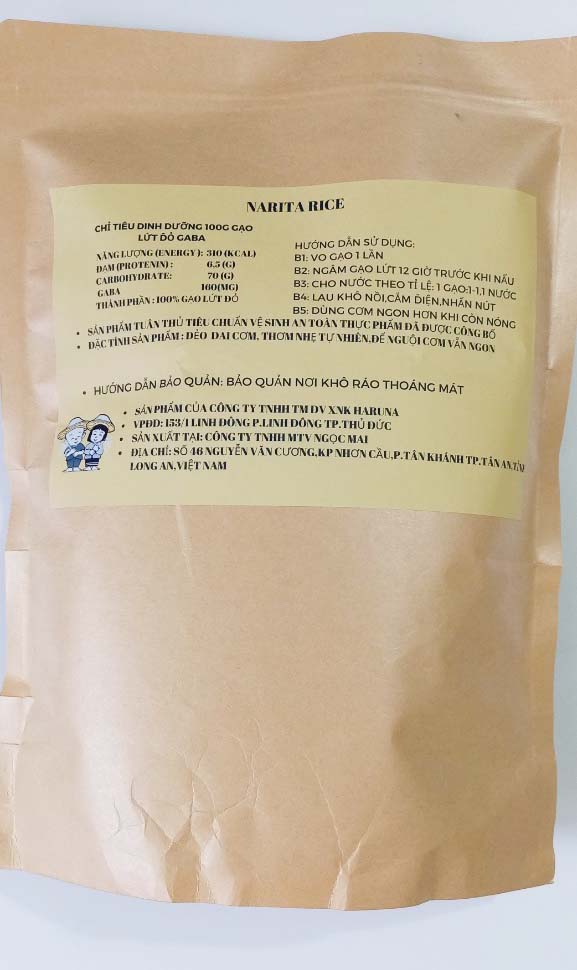 NARITA RICE
CHỈ TIÊU DINH DƯỠNG 100G GẠO
LỨT ĐỎ GABA
NĂNG LƯỢNG (ENERGY): 310 (KCAL)
ĐẠM (PROTENIN): 6.5 (G)
CARBOHYDRATE: 70 (G)
GABA 160(MG)
THÀNH PHẦN : 100% GẠO LỨT ĐỎ
HƯỚNG DẪN SỬ DỤNG:
B1: VO GẠO 1 LẦN
B2: NGÂM GẠO LỨT 12 GIỜ TRƯỚC KHI NẤU
B3: CHO NƯỚC THEO TỈ LỆ: 1 GẠO:1-1,1 NƯỚC
B4: LAU KHÔ NỒI,CẮM ĐIỆN,NHẤN NÚT
B5: DÙNG CƠM NGON HƠN KHI CÒN NÓNG
• SẢN PHẨM TUÂN THỦ TIÊU CHUẨN VỆ SINH AN TOÀN THỰC PHẨM ĐÃ ĐƯỢC CÔNG BỐ
• ĐẶC TÍNH SẢN PHẨM : DẺO DAI CƠM, THƠM NHẸ TỰ NHIÊN.ĐỂ NGUỘI CƠM VẪN NGON
• HƯỚNG DẪN BẢO QUẢN: BẢO QUẢN NƠI KHÔ RÁO THOÁNG MÁT
• SẢN PHẨM CỦA CÔNG TY TNHH TM DV XNK HARUNA
• VPĐD: 153/1 LINH ĐÔNG P.LINH ĐÔNG TP.THỦ ĐỨC
• SẢN XUẤT TẠI: CÔNG TY TNHH MTV NGỌC MAI
• ĐỊA CHỈ: SỐ 46 NGUYỄN VĂN CƯƠNG,KP NHƠN CẦU,P.TÂN KHÁNH TP.TÂN AN,
LONG AN,VIỆT NAM